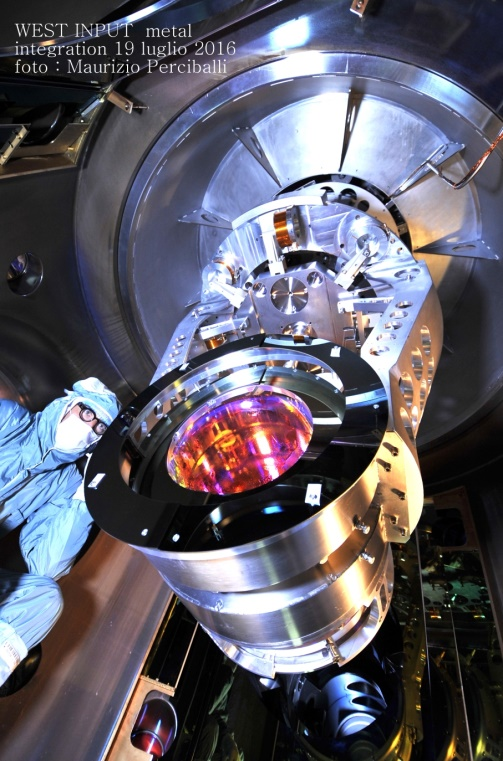 WEST INPUT metal
integration 19 luglio 2016
foto : Maurizio Perciballi